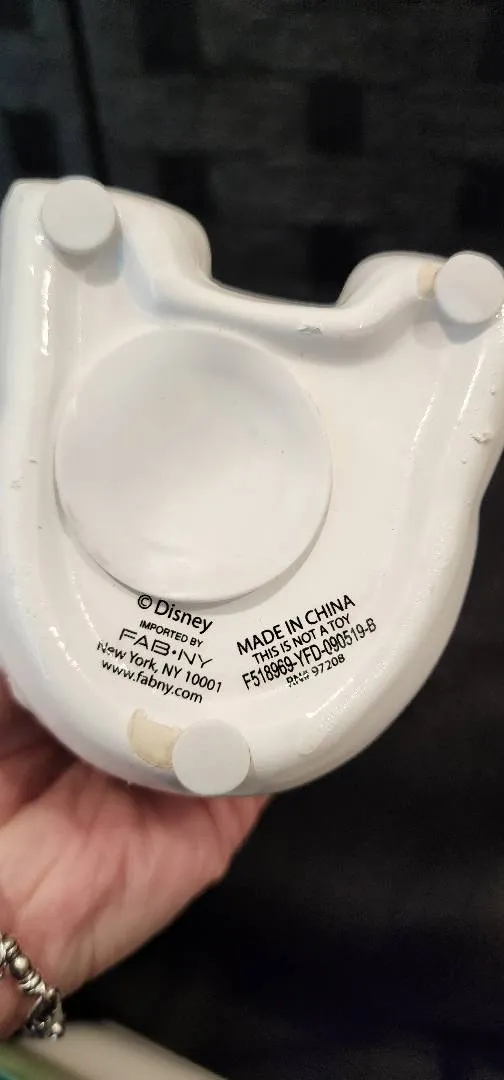 © Disney
IMPORTED BY
FAB•NY
New York, NY 10001
www.fabny.com
MADE IN CHINA
THIS IS NOT A TOY
F518969-YFD-090519-B
RN# 97208